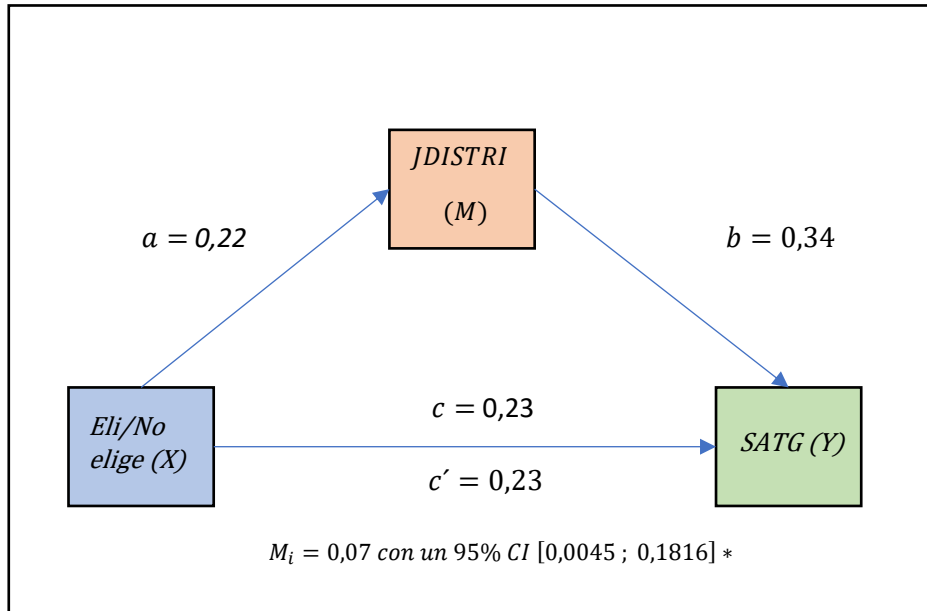 JDISTRI
(M)
a = 0,22
b = 0,34
Eli/No
elige (X)
c = 0,23
SATG (Y)
c´ = 0,23
M_i = 0,07 con un 95% CI [0,0045 ; 0,1816] *